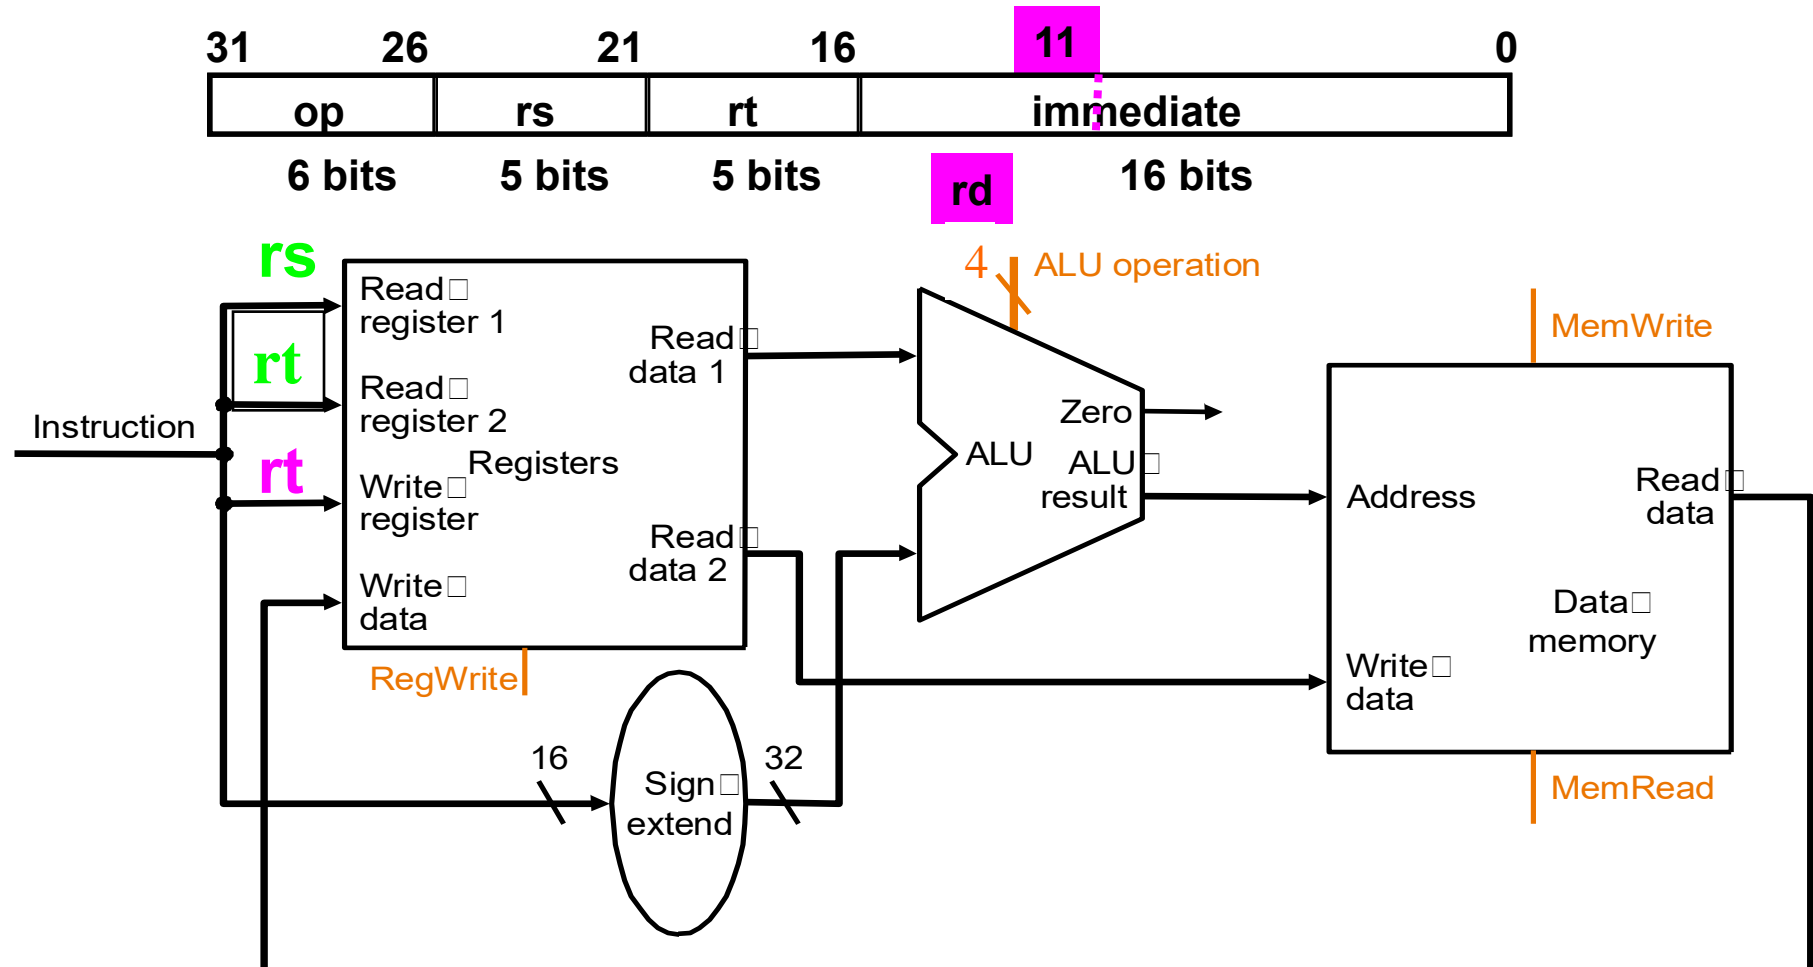 31 26 21 16 11 0
op rs rt immediate
6 bits 5 bits 5 bits rd 16 bits
rs
4 ALU operation
Read
register 1
Read
data 1
MemWrite
rt
Read
register 2
Zero
Instruction
rt
Registers
ALU
ALU
result
Write
register
Address
Read
data
Read
data 2
Write
data
Data
memory
RegWrite
Write
data
16
32
Sign
extend
MemRead